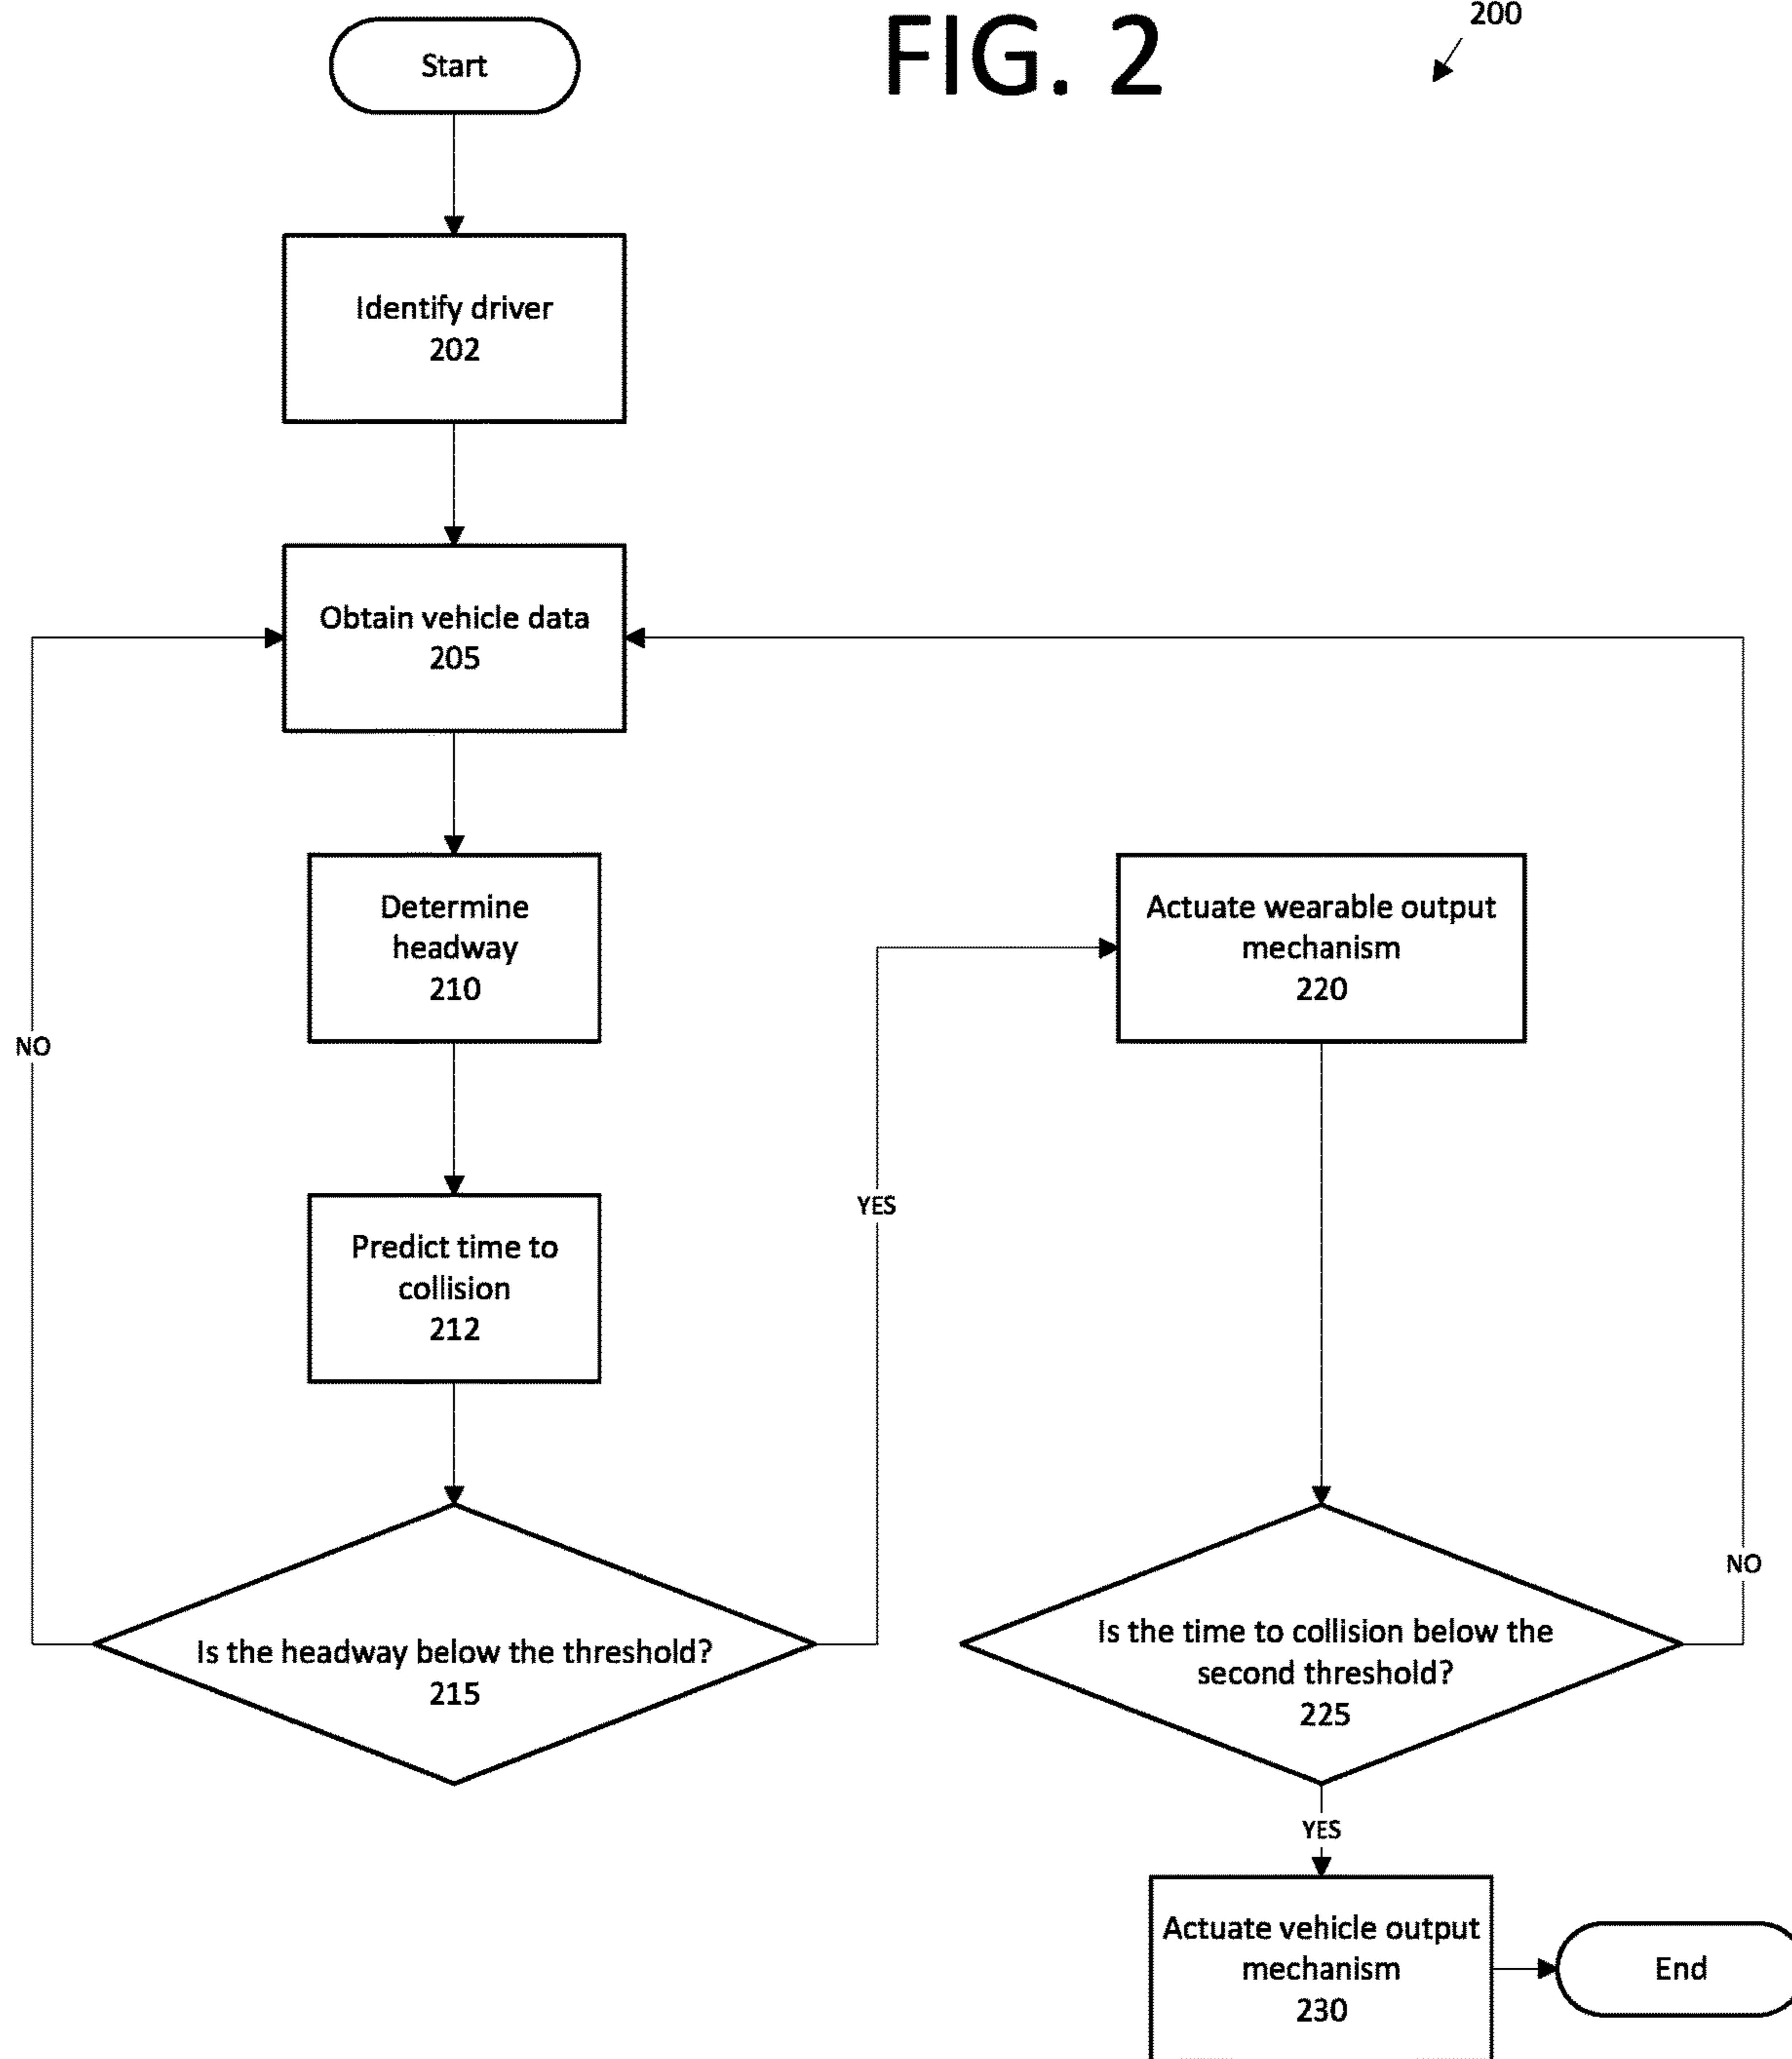 FIG. 2
200
Start
Identify driver
202
Obtain vehicle data
205
Determine
headway
210
Actuate wearable output
mechanism
220
NO
YES
Predict time to
collision
212
Is the headway below the threshold?
215
Is the time to collision below the
second threshold?
225
NO
YES
Actuate vehicle output
mechanism
230
End